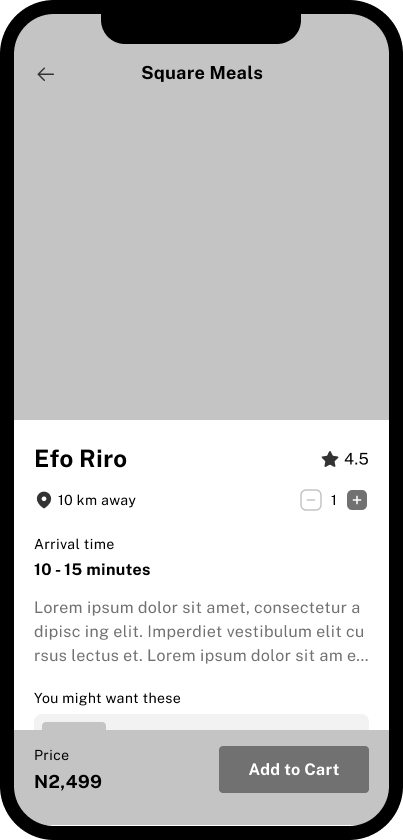 Square Meals
Efo Riro
4.5
10 km away
1
Arrival time
10 - 15 minutes
Lorem ipsum dolor sit amet, consectetur a
dipisc ing elit. Imperdiet vestibulum elit cu
rsus lectus et. Lorem ipsum dolor sit am e...
You might want these
Price
N2,499
Add to Cart